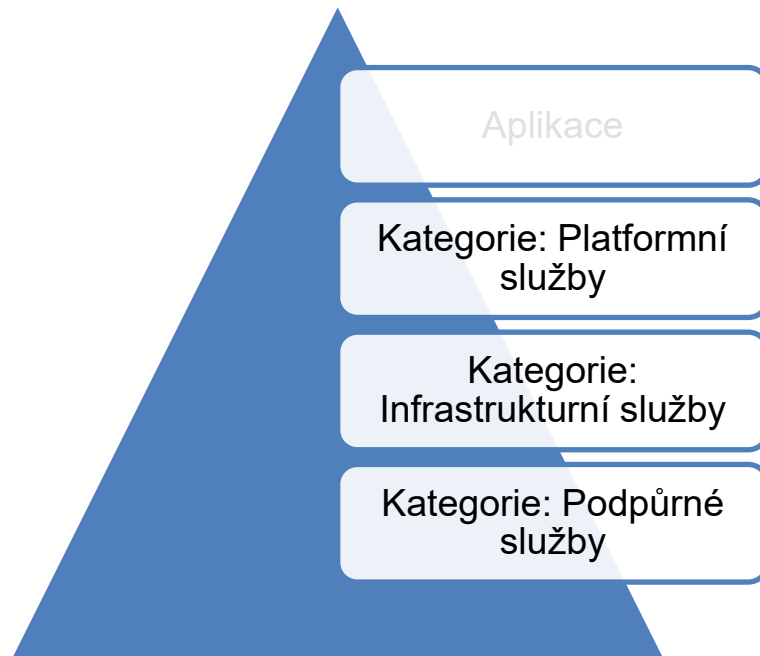 Aplikace
Kategorie: Platformní
služby
Kategorie:
Infrastrukturní služby
Kategorie: Podpůrné
služby